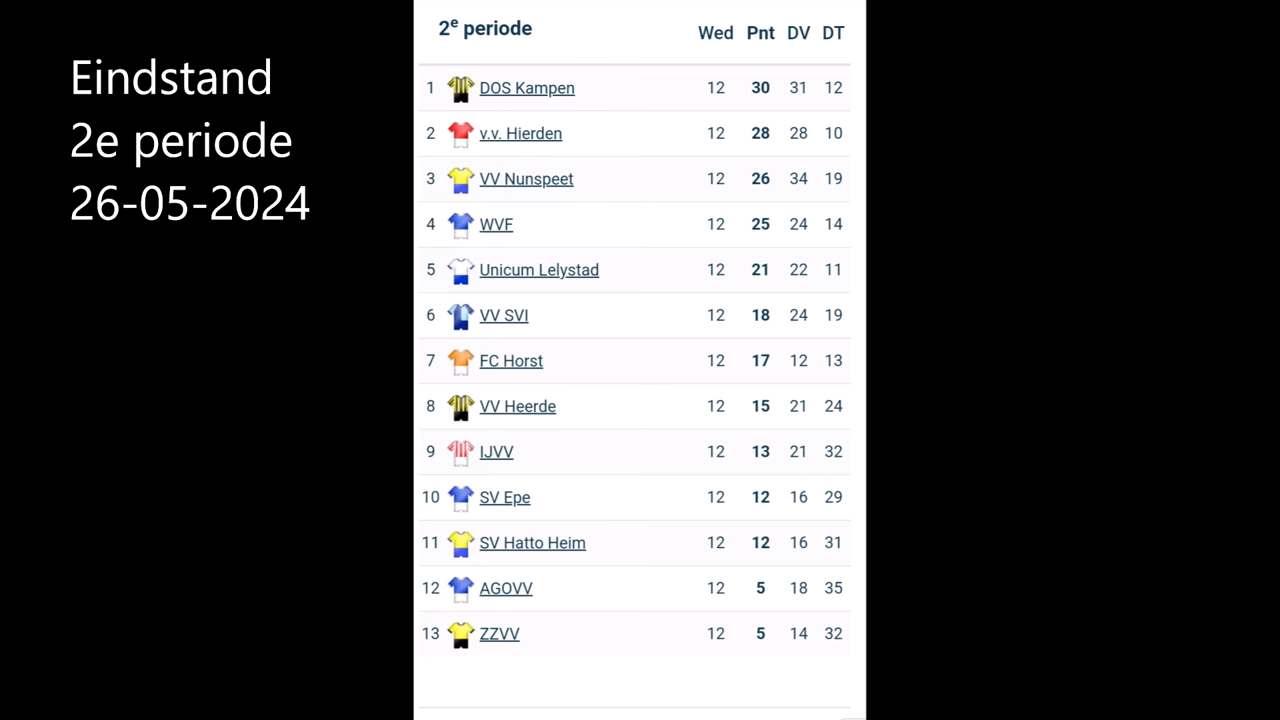 Eindstand
2e periode
26-05-2024
2e periode Wed Pnt DV DT
1 DOS Kampen 12 30 31 12
2 v.v. Hierden 12 28 28 10
3 VV Nunspeet 12 26 34 19
4 WVF 12 25 24 14
5 Unicum Lelystad 12 21 22 11
6 VV SVI 12 18 24 19
7 FC Horst 12 17 12 13
8 VV Heerde 12 15 21 24
9 IJVV 12 13 21 32
10 SV Epe 12 12 16 29
11 SV Hatto Heim 12 12 16 31
12 AGOVV 12 5 18 35
13 ZZVV 12 5 14 32